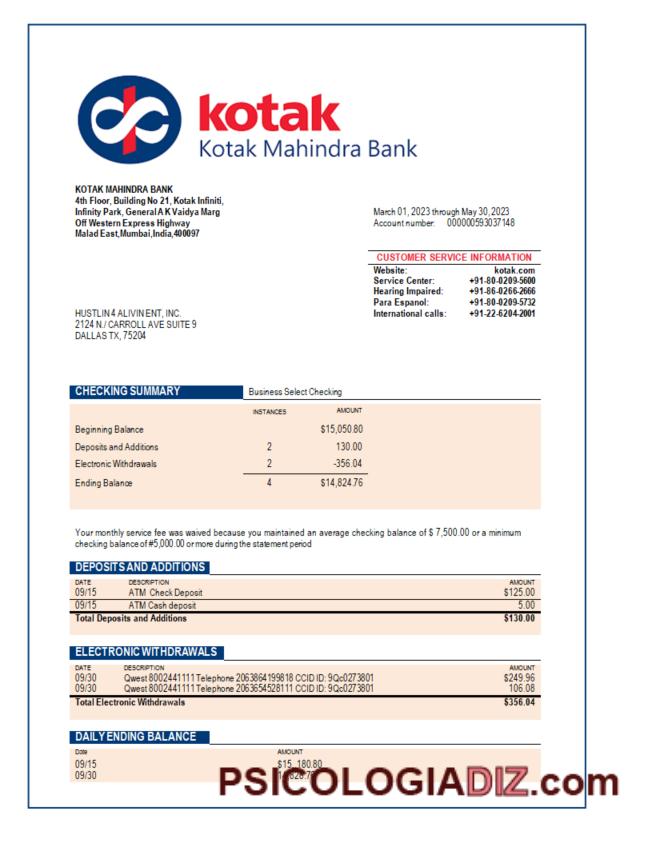 kotak
Kotak Mahindra Bank
KOTAK MAHINDRA BANK
4th Floor, Building No 21, Kotak Infiniti,
Infinity Park, General A K Vaidya Marg
Off Western Express Highway
Malad East,Mumbai,India,400097
March 01, 2023 through May 30,2023
Account number: 000000593037148
CUSTOMER SERVICE INFORMATION
Website: kotak.com
Service Center: +91-80-0209-5600
Hearing Impaired: +91-86-0266-2666
Para Espanol: +91-80-0209-5732
International calls: +91-22-6204-2001
HUSTLIN 4 ALIVIN ENT, INC.
2124 N./ CARROLL AVE SUITE 9
DALLAS TX, 75204
CHECKING SUMMARY Business Select Checking
INSTANCES AMOUNT
Beginning Balance $15,050.80
Deposits and Additions 2 130.00
Electronic Withdrawals 2 -356.04
Ending Balance 4 $14,824.76
Your monthly service fee was waived because you maintained an average checking balance of $ 7,500.00 or a minimum
checking balance of #5,000.00 or more during the statement period
DEPOSITS AND ADDITIONS
DATE DESCRIPTION AMOUNT
09/15 ATM Check Deposit $125.00
09/15 ATM Cash deposit 5.00
Total Deposits and Additions $130.00
ELECTRONIC WITHDRAWALS
DATE DESCRIPTION AMOUNT
09/30 Qwest 8002441111 Telephone 2063864199818 CCID ID: 9Qc0273801 $249.96
09/30 Qwest 8002441111 Telephone 2063654528111 CCID ID: 9Qc0273801 106.08
Total Electronic Withdrawals $356.04
DAILY ENDING BALANCE
Date AMOUNT
09/15 $15,.180.80
09/30
PSICOLOGIADIZ.com